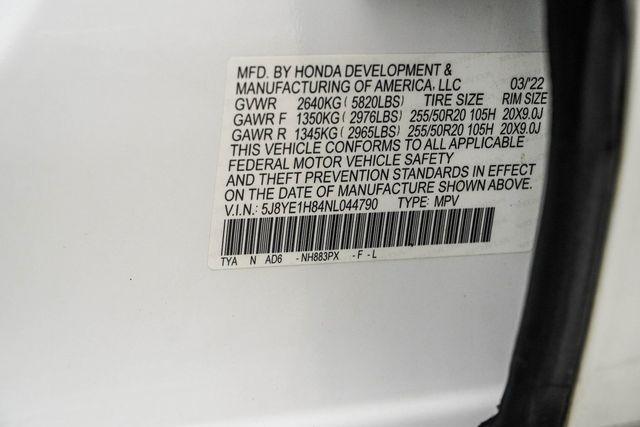 MFD. BY HONDA DEVELOPMENT &
MANUFACTURING OF AMERICA, LLC 03/'22
GVWR 2640KG ( 5820LBS) TIRE SIZE RIM SIZE
GAWR F 1350KG ( 2976LBS) 255/50R20 105H 20X9.0J
GAWR R 1345KG ( 2965LBS) 255/50R20 105H 20X9.0J
THIS VEHICLE CONFORMS TO ALL APPLICABLE
FEDERAL MOTOR VEHICLE SAFETY
AND THEFT PREVENTION STANDARDS IN EFFECT
ON THE DATE OF MANUFACTURE SHOWN ABOVE.
V.I.N.: 5J8YE1H84NL044790 TYPE: MPV
TYA N AD6 - NH883PX - F - L